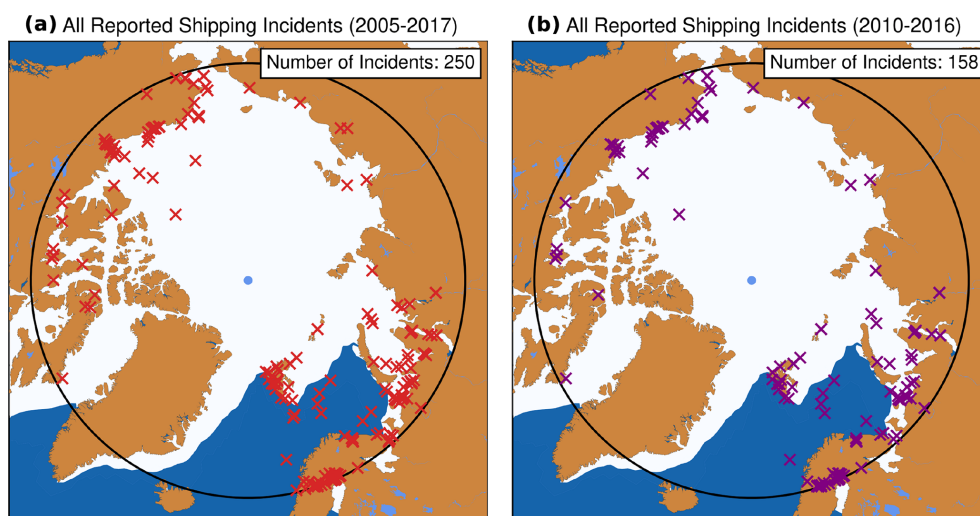 (a) All Reported Shipping Incidents (2005-2017)
Number of Incidents: 250
(b) All Reported Shipping Incidents (2010-2016)
Number of Incidents: 158